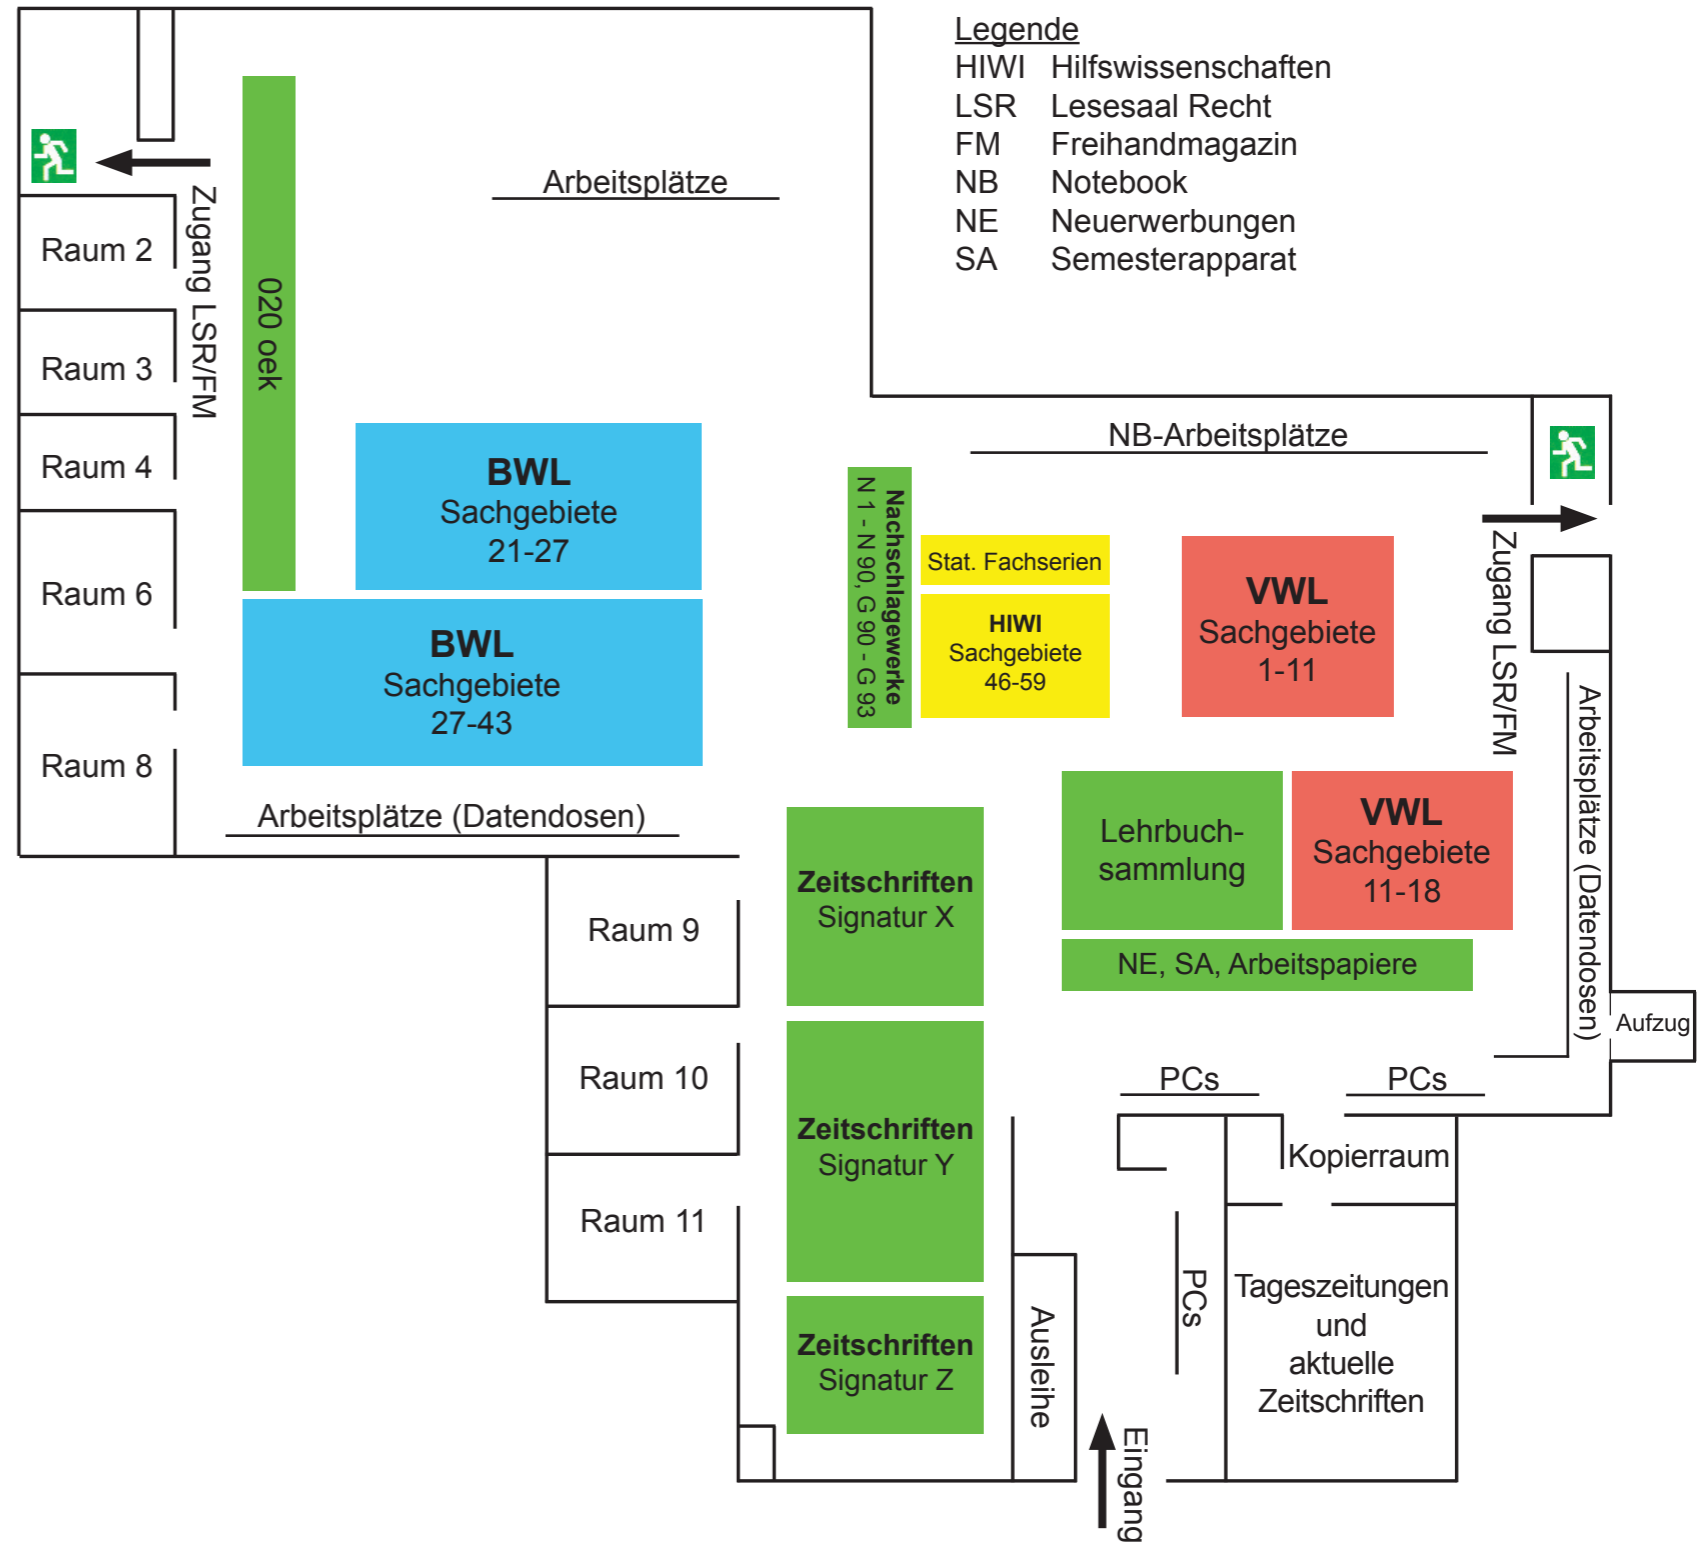 Legende
HIWI Hilfswissenschaften
LSR Lesesaal Recht
FM Freihandmagazin
NB Notebook
NE Neuerwerbungen
SA Semesterapparat
Arbeitsplätze
Zugang LSR/FM
Raum 2
Raum 3
Raum 4
Raum 6
Raum 8
020 oek
BWL
Sachgebiete
21-27
BWL
Sachgebiete
27-43
Arbeitsplätze (Datendosen)
NB-Arbeitsplätze
Nachschlagewerke
N 1 - N 90, G 90 - G 93
Stat. Fachserien
HIWI
Sachgebiete
46-59
VWL
Sachgebiete
1-11
Zugang LSR/FM
Arbeitsplätze (Datendosen)
Lehrbuch-
sammlung
VWL
Sachgebiete
11-18
NE, SA, Arbeitspapiere
Aufzug
Zeitschriften
Signatur X
Raum 9
Raum 10
Raum 11
Zeitschriften
Signatur Y
Zeitschriften
Signatur Z
PCs
PCs
Kopierraum
PCs
Tageszeitungen
und
aktuelle
Zeitschriften
Ausleihe
Eingang